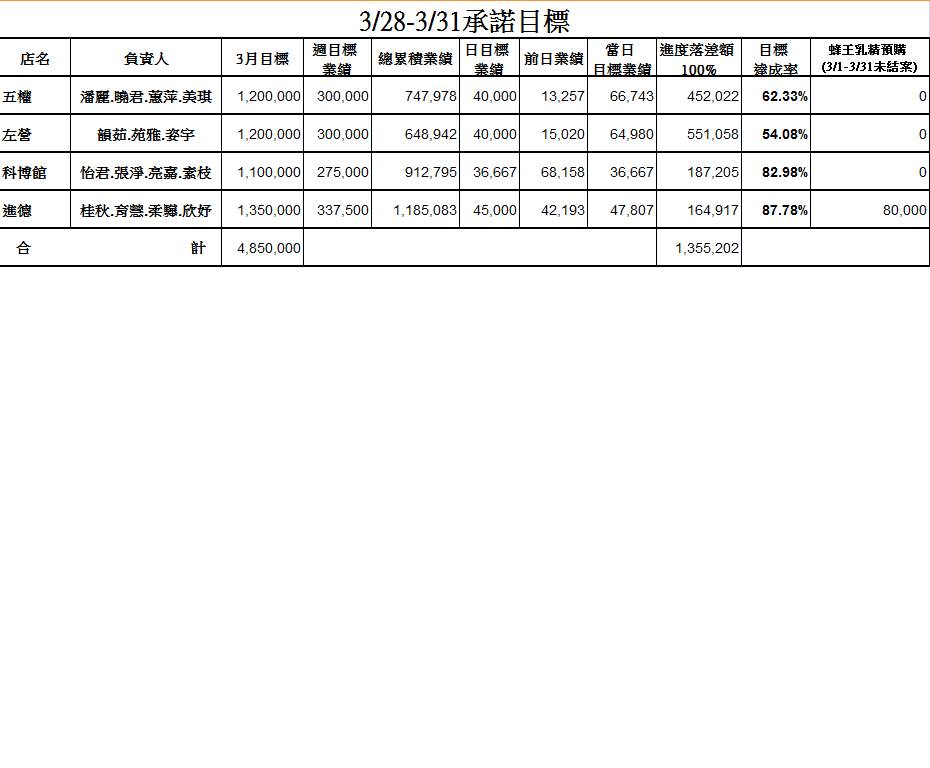 3/28-3/31承諾目標
店名 負責人 3月目標 週目標業績 總累積業績 日目標業績 前日業績 當日目標業績 進度落差額100% 目標達成率 蜂王乳精預購(3/1-3/31未結案)
五權 潘麗.曉君.蕙萍.美琪 1,200,000 300,000 747,978 40,000 13,257 66,743 452,022 62.33% 0
左營 韻茹.苑雅.姿宇 1,200,000 300,000 648,942 40,000 15,020 64,980 551,058 54.08% 0
科博館 怡君.張淨.亮嘉.素枝 1,100,000 275,000 912,795 36,667 68,158 36,667 187,205 82.98% 0
進德 桂秋.育慧.柔驊.欣妤 1,350,000 337,500 1,185,083 45,000 42,193 47,807 164,917 87.78% 80,000
合計 4,850,000 1,355,202